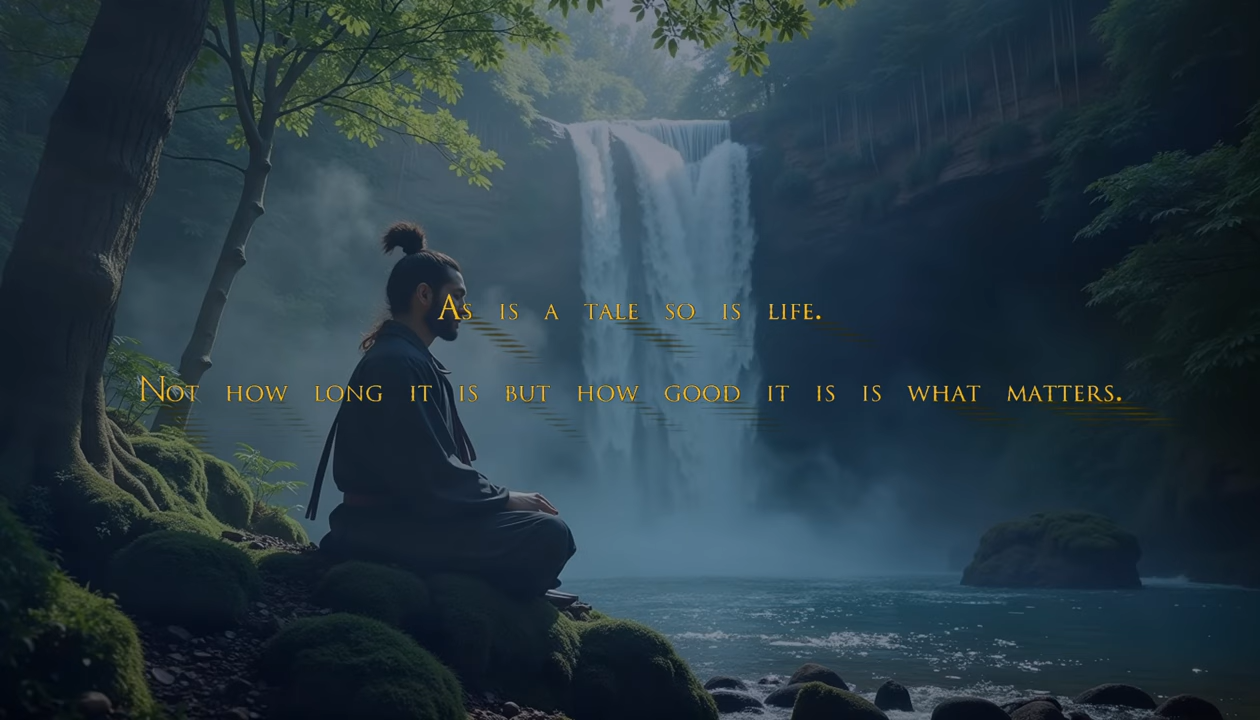 As is a tale so is life.
Not how long it is but how good it is is what matters.